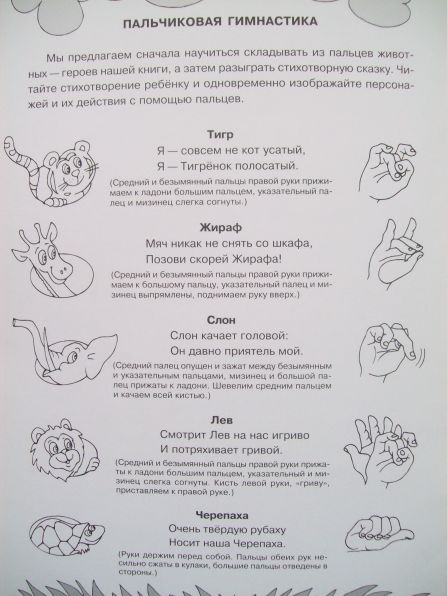 ПАЛЬЧИКОВАЯ ГИМНАСТИКА
Мы предлагаем сначала научиться складывать из пальцев живот-
ных — героев нашей книги, а затем разыграть стихотворную сказку. Чи-
тайте стихотворение ребёнку и одновременно изображайте персона-
жей и их действия с помощью пальцев.
Тигр
Я — совсем не кот усатый,
Я — Тигрёнок полосатый.
(Средний и безымянный пальцы правой руки прижи-
маем к ладони большим пальцем, указательный па-
лец и мизинец слегка согнуты.)
Жираф
Мяч никак не снять со шкафа,
Позови скорей Жирафа!
(Средний и безымянный пальцы правой руки прижи-
маем к большому пальцу, указательный палец и ми-
зинец выпрямлены, поднимаем руку вверх.)
Слон
Слон качает головой:
Он давно приятель мой.
(Средний палец опущен и зажат между безымянным
и указательным пальцами, мизинец и большой па-
лец прижаты к ладони. Шевелим средним пальцем
и качаем всей кистью.)
Лев
Смотрит Лев на нас игриво
И потряхивает гривой.
(Средний и безымянный пальцы правой руки прижа-
ты к ладони большим пальцем, указательный и ми-
зинец слегка согнуты. Кисть левой руки, «гриву»,
приставляем к правой руке.)
Черепаха
Очень твёрдую рубаху
Носит наша Черепаха.
(Руки держим перед собой. Пальцы обеих рук не-
сильно сжаты в кулаки, большие пальцы отведены в
стороны.)